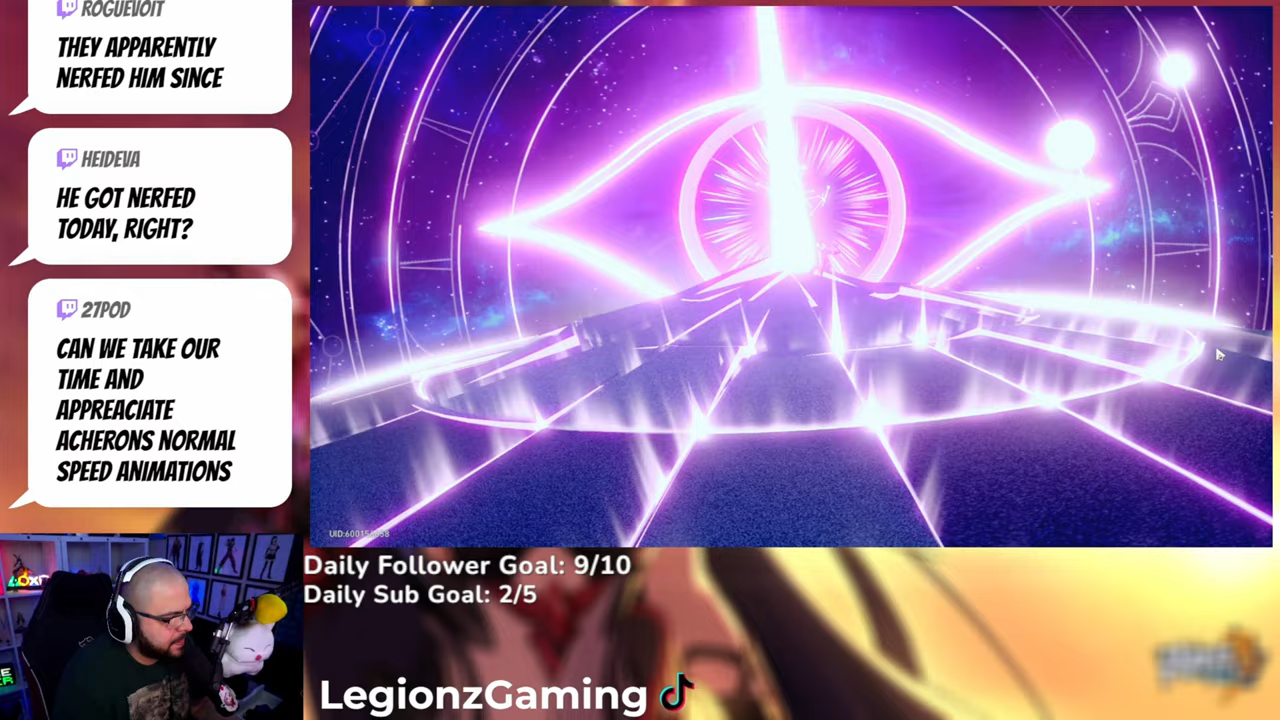 ROGUEVOIT
THEY APPARENTLY
NERFED HIM SINCE
HEIDEVA
HE GOT NERFED
TODAY, RIGHT?
27POD
CAN WE TAKE OUR
TIME AND
APPREACIATE
ACHERONS NORMAL
SPEED ANIMATIONS
Daily Follower Goal: 9/10
Daily Sub Goal: 2/5
LegionzGaming